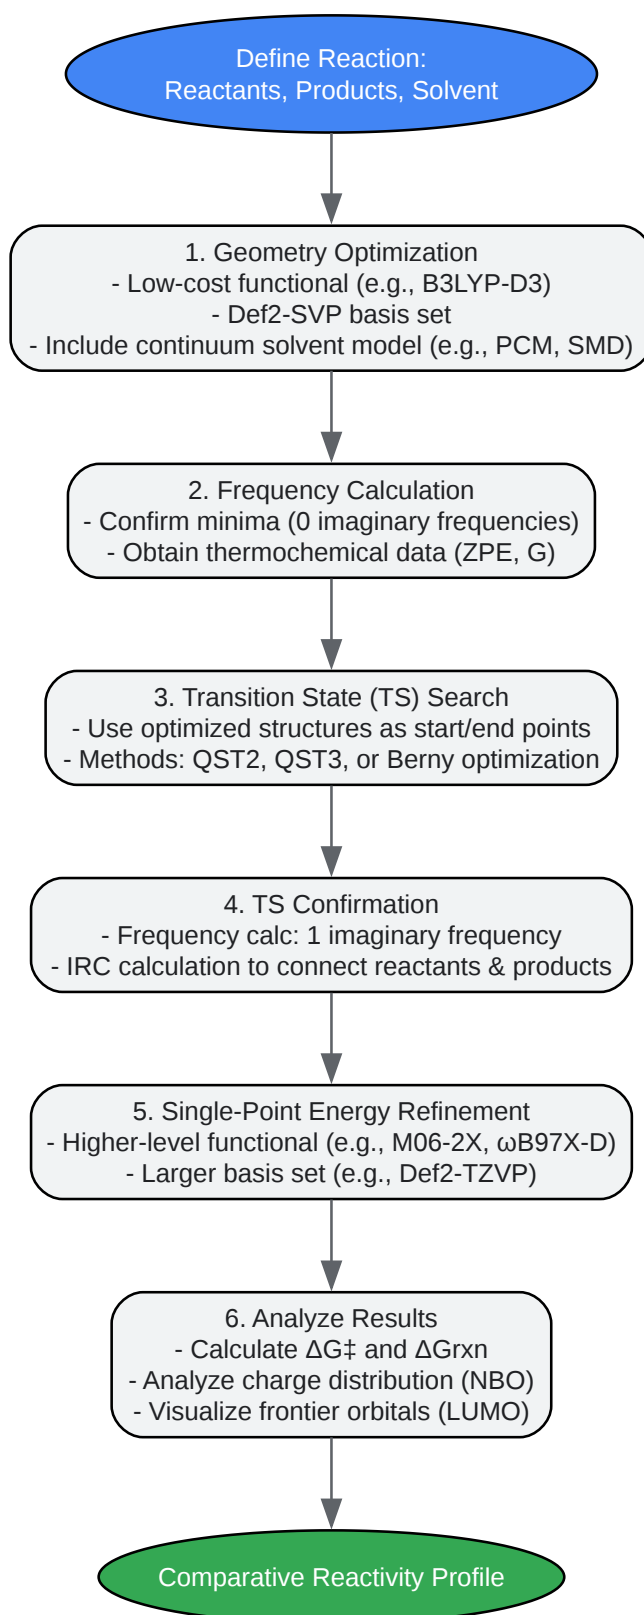 Define Reaction:
Reactants, Products, Solvent
1. Geometry Optimization
- Low-cost functional (e.g., B3LYP-D3)
- Def2-SVP basis set
- Include continuum solvent model (e.g., PCM, SMD)
2. Frequency Calculation
- Confirm minima (0 imaginary frequencies)
- Obtain thermochemical data (ZPE, G)
3. Transition State (TS) Search
- Use optimized structures as start/end points
- Methods: QST2, QST3, or Berny optimization
4. TS Confirmation
- Frequency calc: 1 imaginary frequency
- IRC calculation to connect reactants & products
5. Single-Point Energy Refinement
- Higher-level functional (e.g., M06-2X, ωB97X-D)
- Larger basis set (e.g., Def2-TZVP)
6. Analyze Results
- Calculate ΔG‡ and ΔGrxn
- Analyze charge distribution (NBO)
- Visualize frontier orbitals (LUMO)
Comparative Reactivity Profile